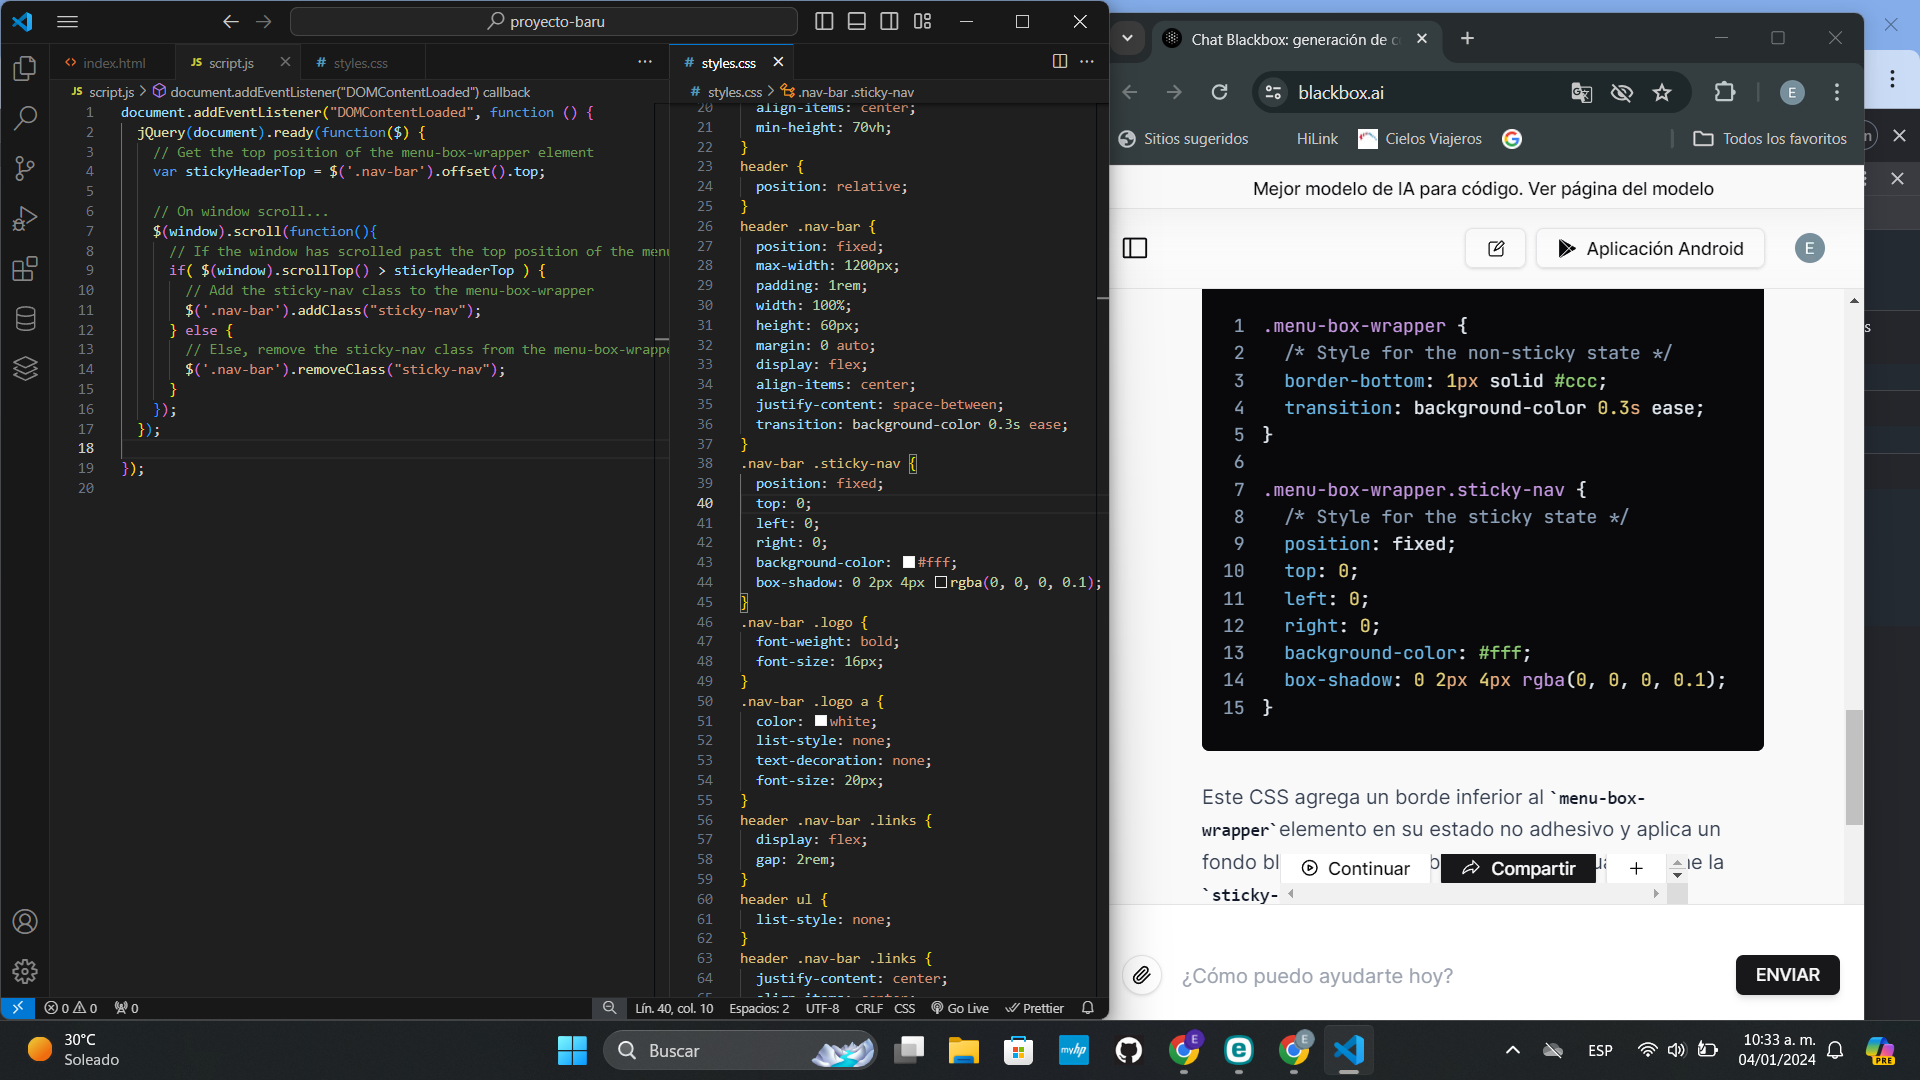 proyecto-baru
index.html
JS script.js
# styles.css
# styles.css
JS script.js > document.addEventListener("DOMContentLoaded") callback
1 document.addEventListener("DOMContentLoaded", function () {
2 jQuery(document).ready(function($) {
3 // Get the top position of the menu-box-wrapper element
4 var stickyHeaderTop = $('.nav-bar').offset().top;
5
6 // On window scroll...
7 $(window).scroll(function(){
8 // If the window has scrolled past the top position of the menu
9 if( $(window).scrollTop() > stickyHeaderTop ) {
10 // Add the sticky-nav class to the menu-box-wrapper
11 $('.nav-bar').addClass("sticky-nav");
12 } else {
13 // Else, remove the sticky-nav class from the menu-box-wrappe
14 $('.nav-bar').removeClass("sticky-nav");
15 }
16 });
17 });
18
19 });
20
# styles.css > .nav-bar .sticky-nav
20 align-items: center;
21 min-height: 70vh;
22 }
23 header {
24 position: relative;
25 }
26 header .nav-bar {
27 position: fixed;
28 max-width: 1200px;
29 padding: 1rem;
30 width: 100%;
31 height: 60px;
32 margin: 0 auto;
33 display: flex;
34 align-items: center;
35 justify-content: space-between;
36 transition: background-color 0.3s ease;
37 }
38 .nav-bar .sticky-nav {
39 position: fixed;
40 top: 0;
41 left: 0;
42 right: 0;
43 background-color: #fff;
44 box-shadow: 0 2px 4px rgba(0, 0, 0, 0.1);
45 }
46 .nav-bar .logo {
47 font-weight: bold;
48 font-size: 16px;
49 }
50 .nav-bar .logo a {
51 color: white;
52 list-style: none;
53 text-decoration: none;
54 font-size: 20px;
55 }
56 header .nav-bar .links {
57 display: flex;
58 gap: 2rem;
59 }
60 header ul {
61 list-style: none;
62 }
63 header .nav-bar .links {
64 justify-content: center;
65 align-items: center;
0 0 0
Lín. 40, col. 10 Espacios: 2 UTF-8 CRLF CSS Go Live Prettier
Chat Blackbox: generación de c
blackbox.ai
E
Sitios sugeridos HiLink Cielos Viajeros Todos los favoritos
Mejor modelo de IA para código. Ver página del modelo
Aplicación Android
E
1 .menu-box-wrapper {
2 /* Style for the non-sticky state */
3 border-bottom: 1px solid #ccc;
4 transition: background-color 0.3s ease;
5 }
6
7 .menu-box-wrapper.sticky-nav {
8 /* Style for the sticky state */
9 position: fixed;
10 top: 0;
11 left: 0;
12 right: 0;
13 background-color: #fff;
14 box-shadow: 0 2px 4px rgba(0, 0, 0, 0.1);
15 }
Este CSS agrega un borde inferior al `menu-box-
wrapper`elemento en su estado no adhesivo y aplica un
fondo bl
Continuar
Compartir
la
`sticky-
¿Cómo puedo ayudarte hoy?
ENVIAR
30°C
Soleado
Buscar
myhp
E
E
ESP
10:33 a. m.
04/01/2024
PRE